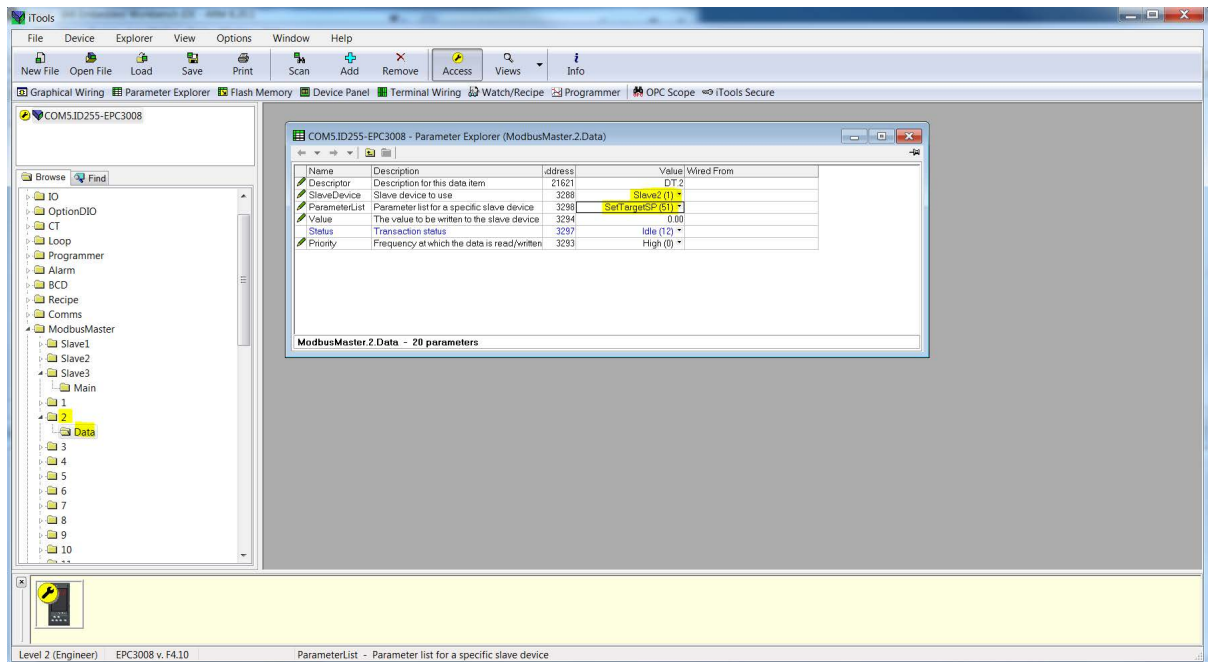 iTools
File Device Explorer View Options Window Help
New File Open File Load Save Print Scan Add Remove Access Views Info
Graphical Wiring Parameter Explorer Flash Memory Device Panel Terminal Wiring Watch/Recipe Programmer OPC Scope iTools Secure
COM5.ID255-EPC3008
Browse Find
IO
OptionDIO
CT
Loop
Programmer
Alarm
BCD
Recipe
Comms
ModbusMaster
Slave1
Slave2
Slave3
Main
1
2
Data
3
4
5
6
7
8
9
10
COM5.ID255-EPC3008 - Parameter Explorer (ModbusMaster.2.Data)
Name Description ddress Value Wired From
Descriptor Description for this data item 21621 DT 2
SlaveDevice Slave device to use 3288 Slave2 (1)
ParameterList Parameter list for a specific slave device 3298 SetTargetSP (51)
Value The value to be written to the slave device 3294 0.00
Status Transaction status 3297 Idle (12)
Priority Frequency at which the data is read/written 3293 High (0)
ModbusMaster.2.Data - 20 parameters
Level 2 (Engineer) EPC3008 v. F4.10 ParameterList - Parameter list for a specific slave device